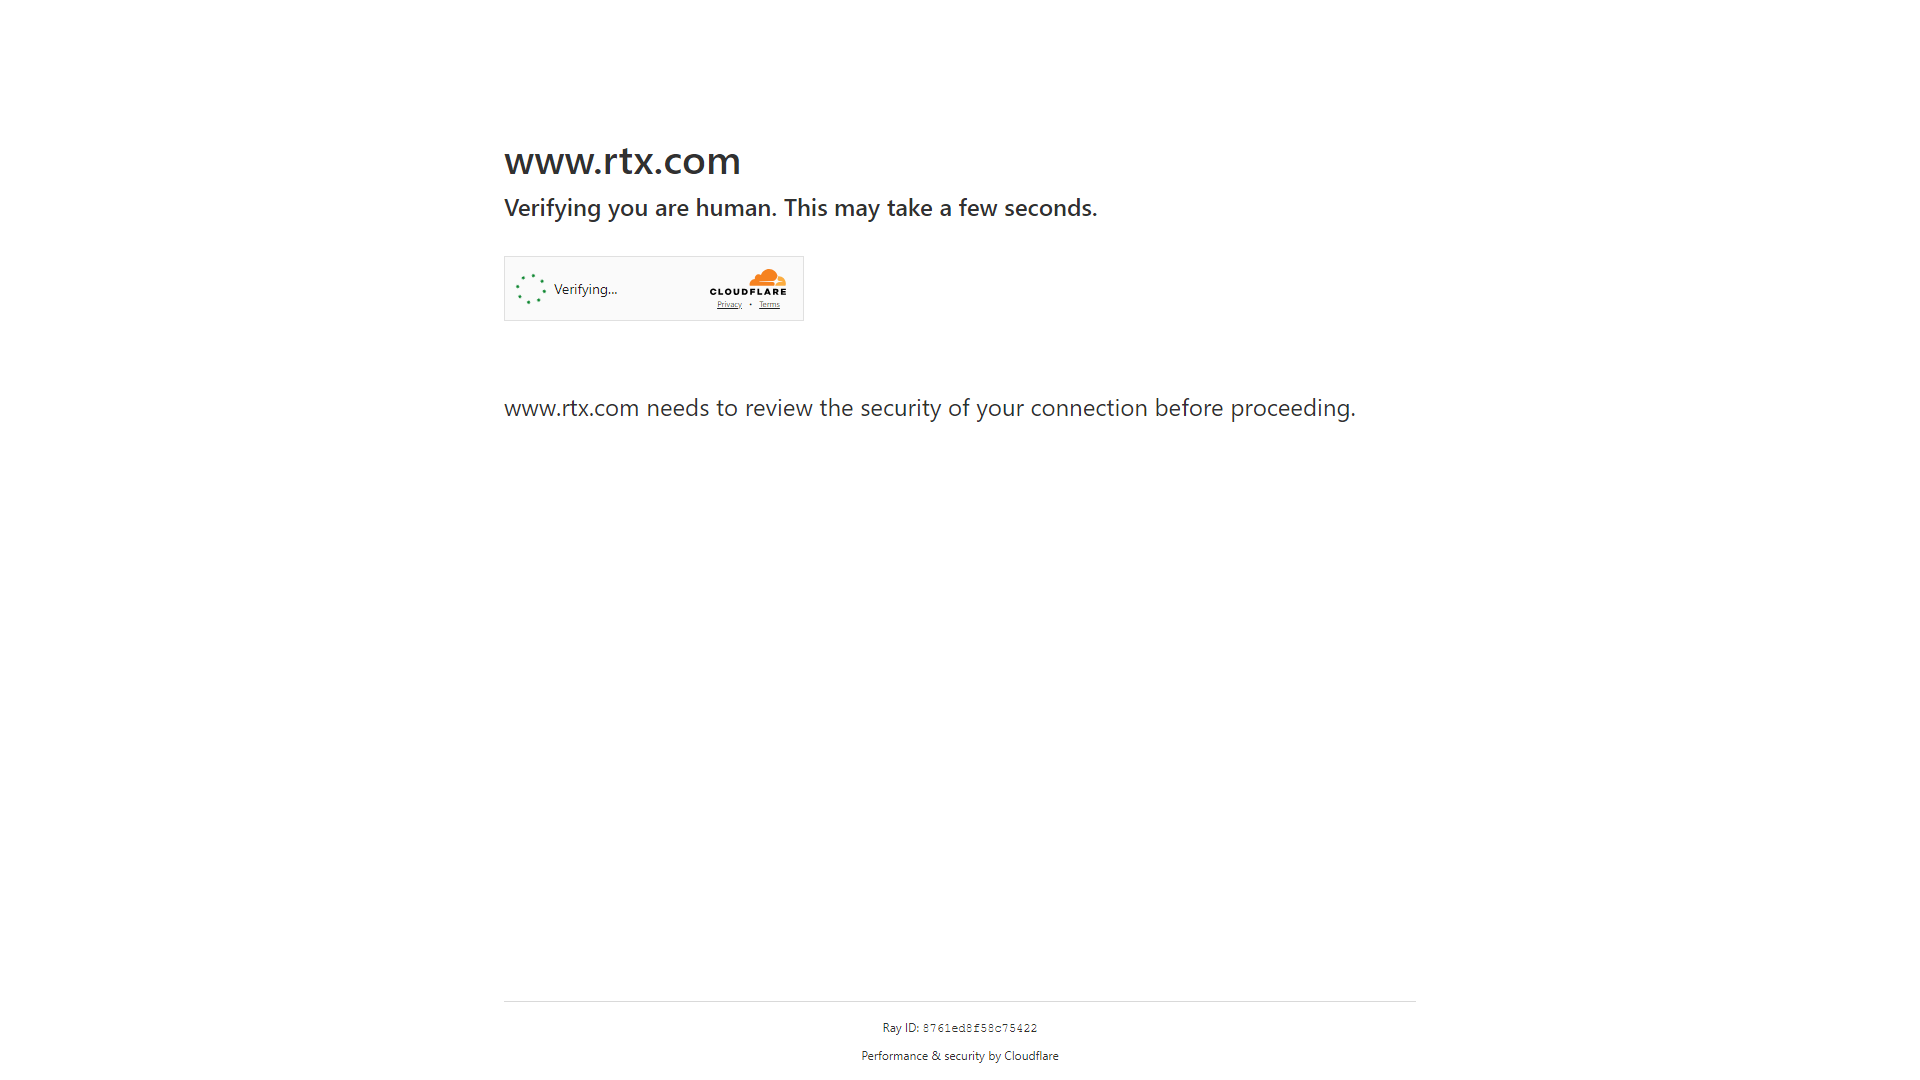 www.rtx.com
Verifying you are human. This may take a few seconds.
Verifying...
CLOUDFLARE
Privacy • Terms
www.rtx.com needs to review the security of your connection before proceeding.
Ray ID: 8761ed8f58c75422
Performance & security by Cloudflare